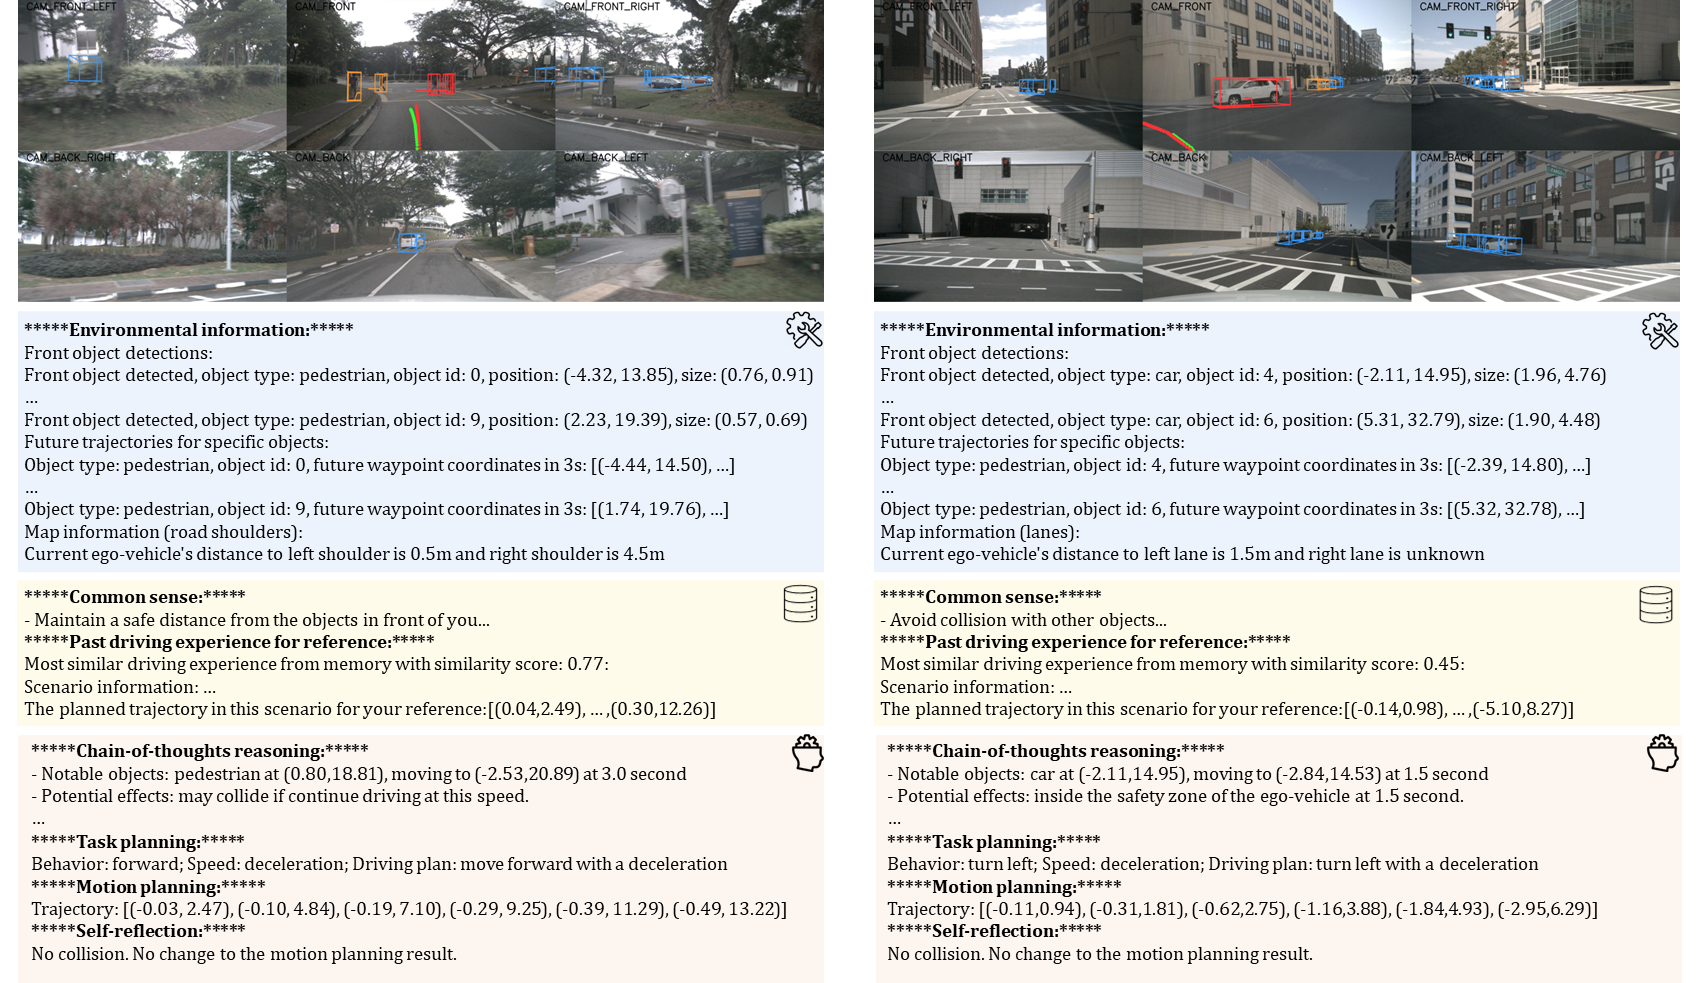 CAM_FRONT_LEFT
CAM_FRONT
CAM_FRONT_RIGHT
CAM_BACK_RIGHT
CAM_BACK
CAM_BACK_LEFT
*****Environmental information:*****
Front object detections:
Front object detected, object type: pedestrian, object id: 0, position: (-4.32, 13.85), size: (0.76, 0.91)
...
Front object detected, object type: pedestrian, object id: 9, position: (2.23, 19.39), size: (0.57, 0.69)
Future trajectories for specific objects:
Object type: pedestrian, object id: 0, future waypoint coordinates in 3s: [(-4.44, 14.50), ...]
...
Object type: pedestrian, object id: 9, future waypoint coordinates in 3s: [(1.74, 19.76), ...]
Map information (road shoulders):
Current ego-vehicle's distance to left shoulder is 0.5m and right shoulder is 4.5m
*****Common sense:*****
- Maintain a safe distance from the objects in front of you...
*****Past driving experience for reference:*****
Most similar driving experience from memory with similarity score: 0.77:
Scenario information: ...
The planned trajectory in this scenario for your reference:[(0.04,2.49), ... ,(0.30,12.26)]
*****Chain-of-thoughts reasoning:*****
- Notable objects: pedestrian at (0.80,18.81), moving to (-2.53,20.89) at 3.0 second
- Potential effects: may collide if continue driving at this speed.
...
*****Task planning:*****
Behavior: forward; Speed: deceleration; Driving plan: move forward with a deceleration
*****Motion planning:*****
Trajectory: [(-0.03, 2.47), (-0.10, 4.84), (-0.19, 7.10), (-0.29, 9.25), (-0.39, 11.29), (-0.49, 13.22)]
*****Self-reflection:*****
No collision. No change to the motion planning result.
CAM_FRONT_LEFT
CAM_FRONT
CAM_FRONT_RIGHT
CAM_BACK_RIGHT
CAM_BACK
CAM_BACK_LEFT
*****Environmental information:*****
Front object detections:
Front object detected, object type: car, object id: 4, position: (-2.11, 14.95), size: (1.96, 4.76)
...
Front object detected, object type: car, object id: 6, position: (5.31, 32.79), size: (1.90, 4.48)
Future trajectories for specific objects:
Object type: pedestrian, object id: 4, future waypoint coordinates in 3s: [(-2.39, 14.80), ...]
...
Object type: pedestrian, object id: 6, future waypoint coordinates in 3s: [(5.32, 32.78), ...]
Map information (lanes):
Current ego-vehicle's distance to left lane is 1.5m and right lane is unknown
*****Common sense:*****
- Avoid collision with other objects...
*****Past driving experience for reference:*****
Most similar driving experience from memory with similarity score: 0.45:
Scenario information: ...
The planned trajectory in this scenario for your reference:[(-0.14,0.98), ... ,(-5.10,8.27)]
*****Chain-of-thoughts reasoning:*****
- Notable objects: car at (-2.11,14.95), moving to (-2.84,14.53) at 1.5 second
- Potential effects: inside the safety zone of the ego-vehicle at 1.5 second.
...
*****Task planning:*****
Behavior: turn left; Speed: deceleration; Driving plan: turn left with a deceleration
*****Motion planning:*****
Trajectory: [(-0.11,0.94), (-0.31,1.81), (-0.62,2.75), (-1.16,3.88), (-1.84,4.93), (-2.95,6.29)]
*****Self-reflection:*****
No collision. No change to the motion planning result.